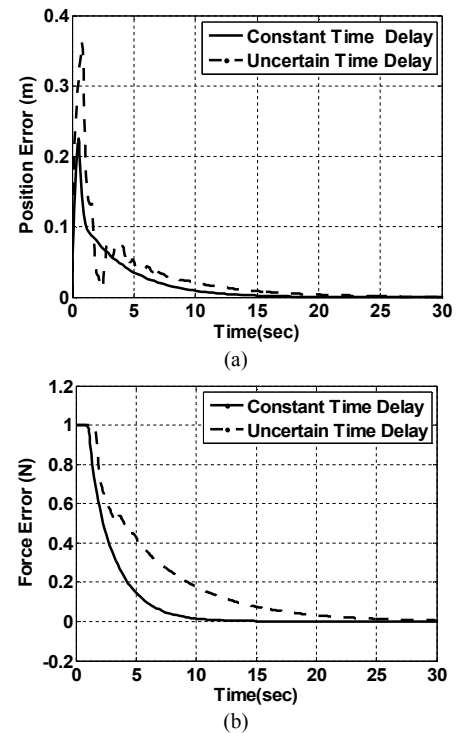 Constant Time Delay
Uncertain Time Delay
Position Error (m)
0.4
0.3
0.2
0.1
0
0 5 10 15 20 25 30
Time(sec)
(a)
Constant Time Delay
Uncertain Time Delay
Force Error (N)
1.2
1
0.8
0.6
0.4
0.2
0
-0.2
0 5 10 15 20 25 30
Time(sec)
(b)